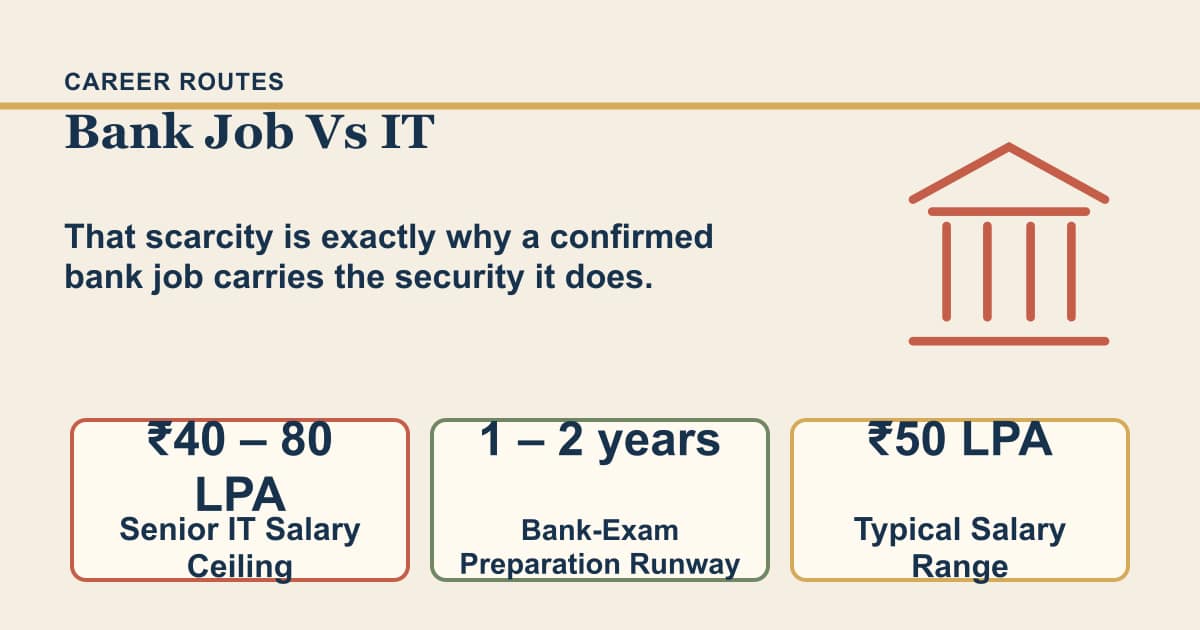 CAREER ROUTES
Bank Job Vs IT
That scarcity is exactly why a confirmed
bank job carries the security it does.
₹40 – 80
LPA
Senior IT Salary
Ceiling
1 – 2 years
Bank-Exam
Preparation Runway
₹50 LPA
Typical Salary
Range